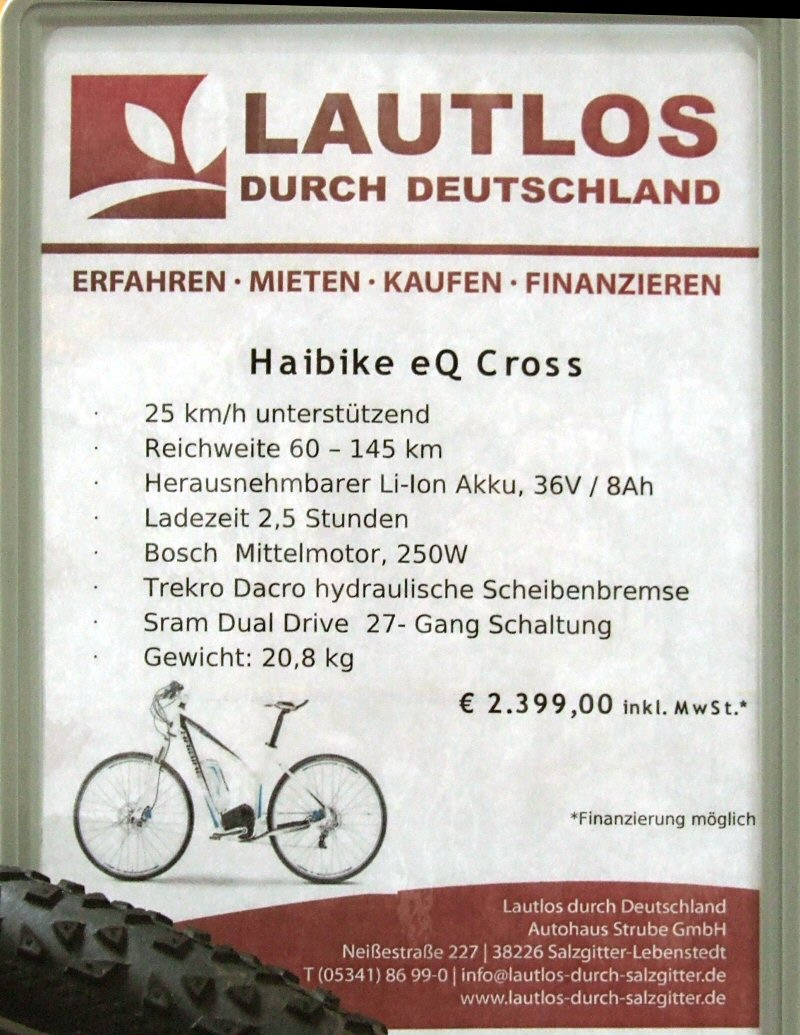 LAUTLOS
DURCH DEUTSCHLAND
ERFAHREN · MIETEN · KAUFEN · FINANZIEREN
Haibike eQ Cross
· 25 km/h unterstützend
· Reichweite 60 – 145 km
· Herausnehmbarer Li-Ion Akku, 36V / 8Ah
· Ladezeit 2,5 Stunden
· Bosch Mittelmotor, 250W
· Trekro Dacro hydraulische Scheibenbremse
· Sram Dual Drive 27- Gang Schaltung
· Gewicht: 20,8 kg
€ 2.399,00 inkl. MwSt.*
*Finanzierung möglich
Lautlos durch Deutschland
Autohaus Strube GmbH
Neißestraße 227 | 38226 Salzgitter-Lebenstedt
T (05341) 86 99-0 | info@lautlos-durch-salzgitter.de
www.lautlos-durch-salzgitter.de